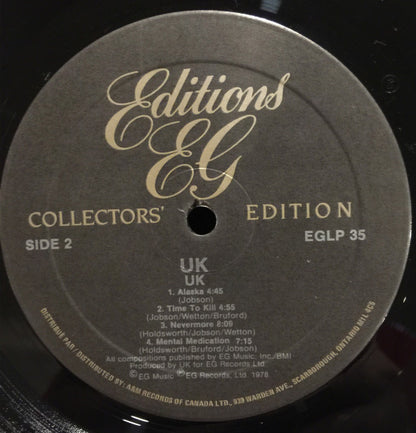 Editions
EG
COLLECTORS' EDITION
SIDE 2 EGLP 35
UK
UK
1. Alaska 4:45
(Jobson)
2. Time To Kill 4:55
(Jobson/Wetton/Bruford)
3. Nevermore 8:09
(Holdsworth/Jobson/Wetton)
4. Mental Medication 7:15
(Holdsworth/Bruford/Jobson)
All compositions published by EG Music, Inc./BMI
Produced by UK for EG Records Ltd
© EG Music ℗ EG Records, Ltd. 1978
DISTRIBUÉ PAR / DISTRIBUTED BY: A&M RECORDS OF CANADA LTD., 939 WARDEN AVE., SCARBOROUGH, ONTARIO M1L 4C5